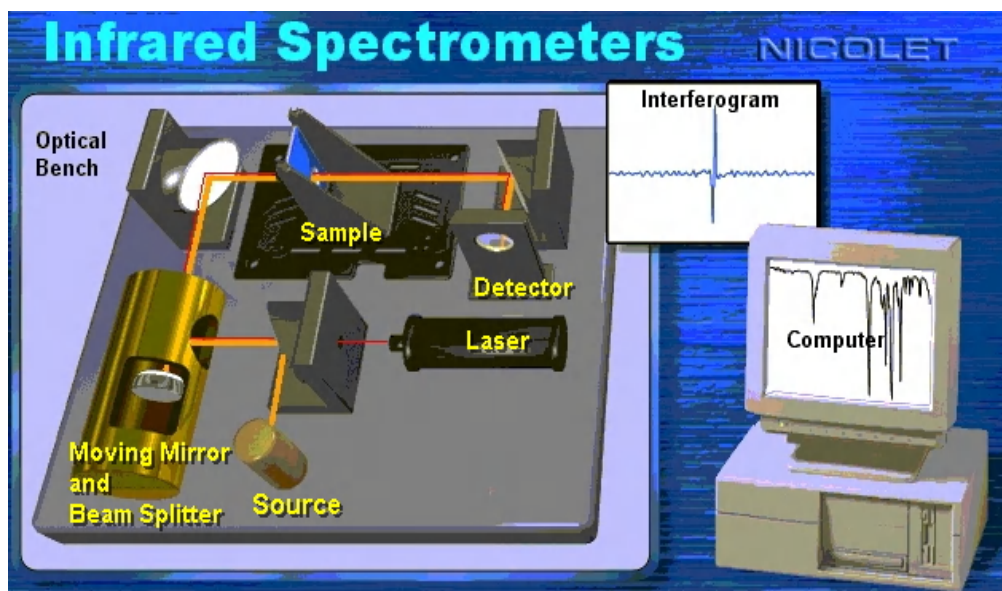 Infrared Spectrometers
NICOLET
Interferogram
Optical
Bench
Sample
Detector
Laser
Computer
Moving Mirror
and
Beam Splitter
Source